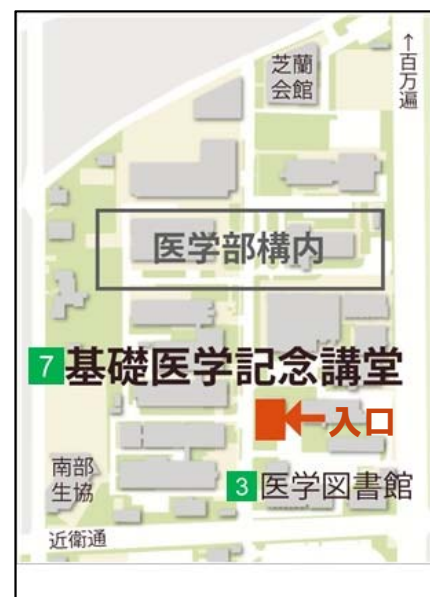 芝蘭
会館
↑百万遍
医学部構内
7 基礎医学記念講堂
←入口
3 医学図書館
南部
生協
近衛通